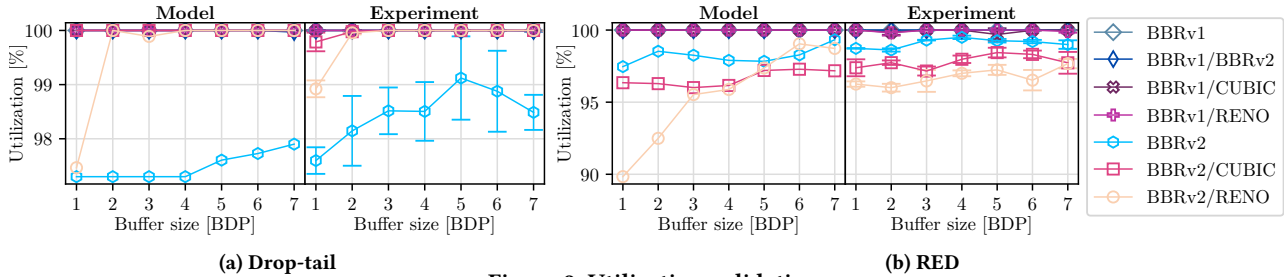 Model Experiment
Utilization [%]
100
99
98
1 2 3 4 5 6 7 1 2 3 4 5 6 7
Buffer size [BDP] Buffer size [BDP]
(a) Drop-tail
Model Experiment
Utilization [%]
100
95
90
1 2 3 4 5 6 7 1 2 3 4 5 6 7
Buffer size [BDP] Buffer size [BDP]
(b) RED
BBRv1
BBRv1/BBRv2
BBRv1/CUBIC
BBRv1/RENO
BBRv2
BBRv2/CUBIC
BBRv2/RENO